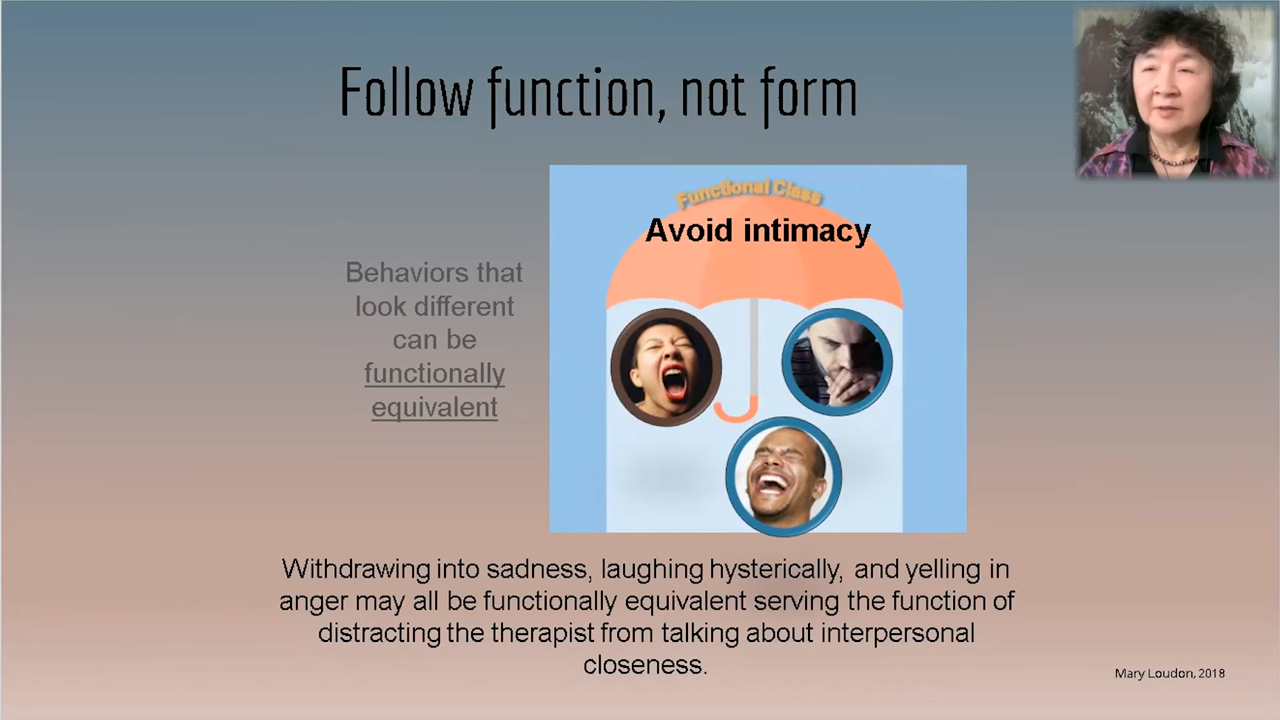 Follow function, not form
Functional Class
Avoid intimacy
Behaviors that
look different
can be
functionally
equivalent
Withdrawing into sadness, laughing hysterically, and yelling in
anger may all be functionally equivalent serving the function of
distracting the therapist from talking about interpersonal
closeness.
Mary Loudon, 2018